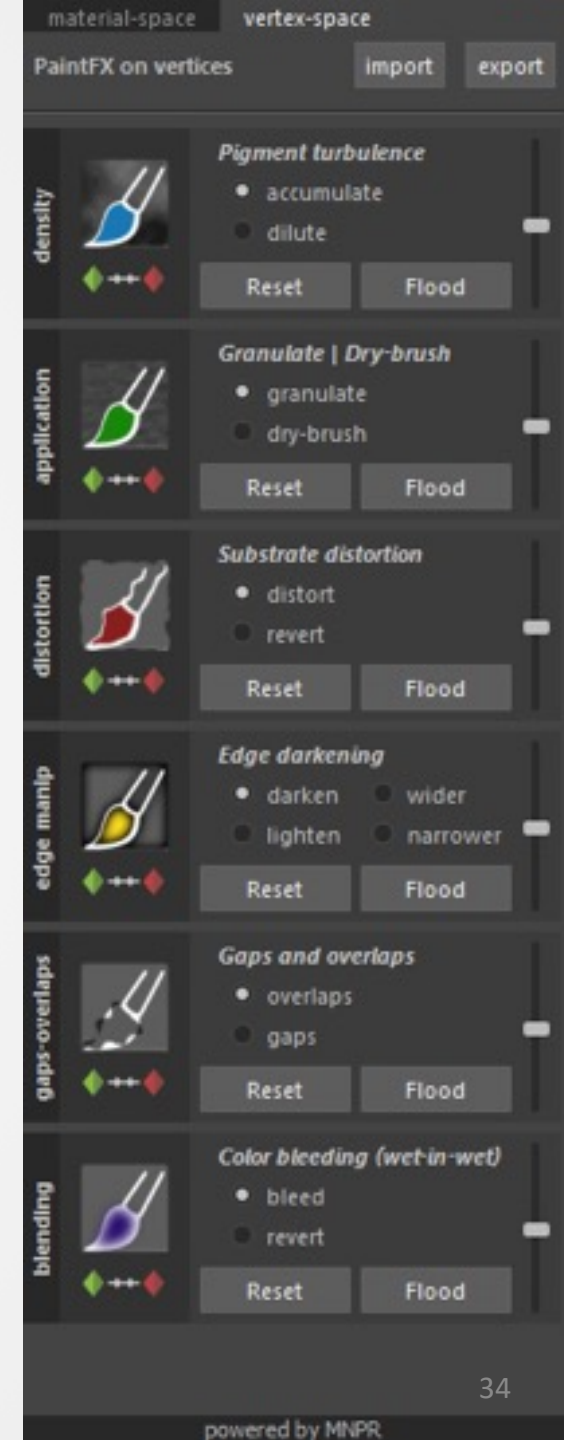 material-space vertex-space
PaintFX on vertices import export
density
Pigment turbulence
accumulate
dilute
Reset Flood
application
Granulate | Dry-brush
granulate
dry-brush
Reset Flood
distortion
Substrate distortion
distort
revert
Reset Flood
edge manip
Edge darkening
darken wider
lighten narrower
Reset Flood
gaps-overlaps
Gaps and overlaps
overlaps
gaps
Reset Flood
blending
Color bleeding (wet-in-wet)
bleed
revert
Reset Flood
34
powered by MNPR